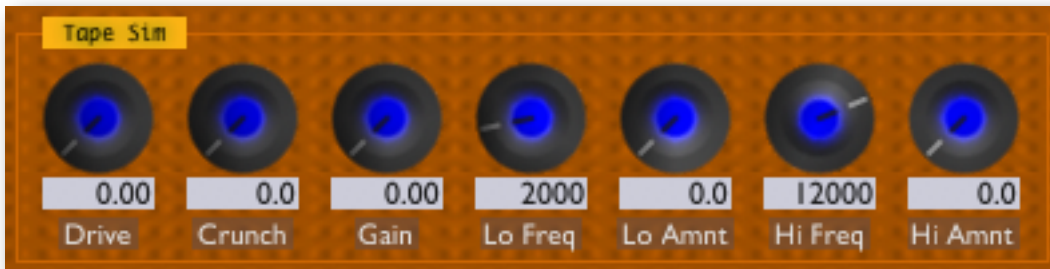 Tape Sim
0.00 0.0 0.00 2000 0.0 12000 0.0
Drive Crunch Gain Lo Freq Lo Amnt Hi Freq Hi Amnt